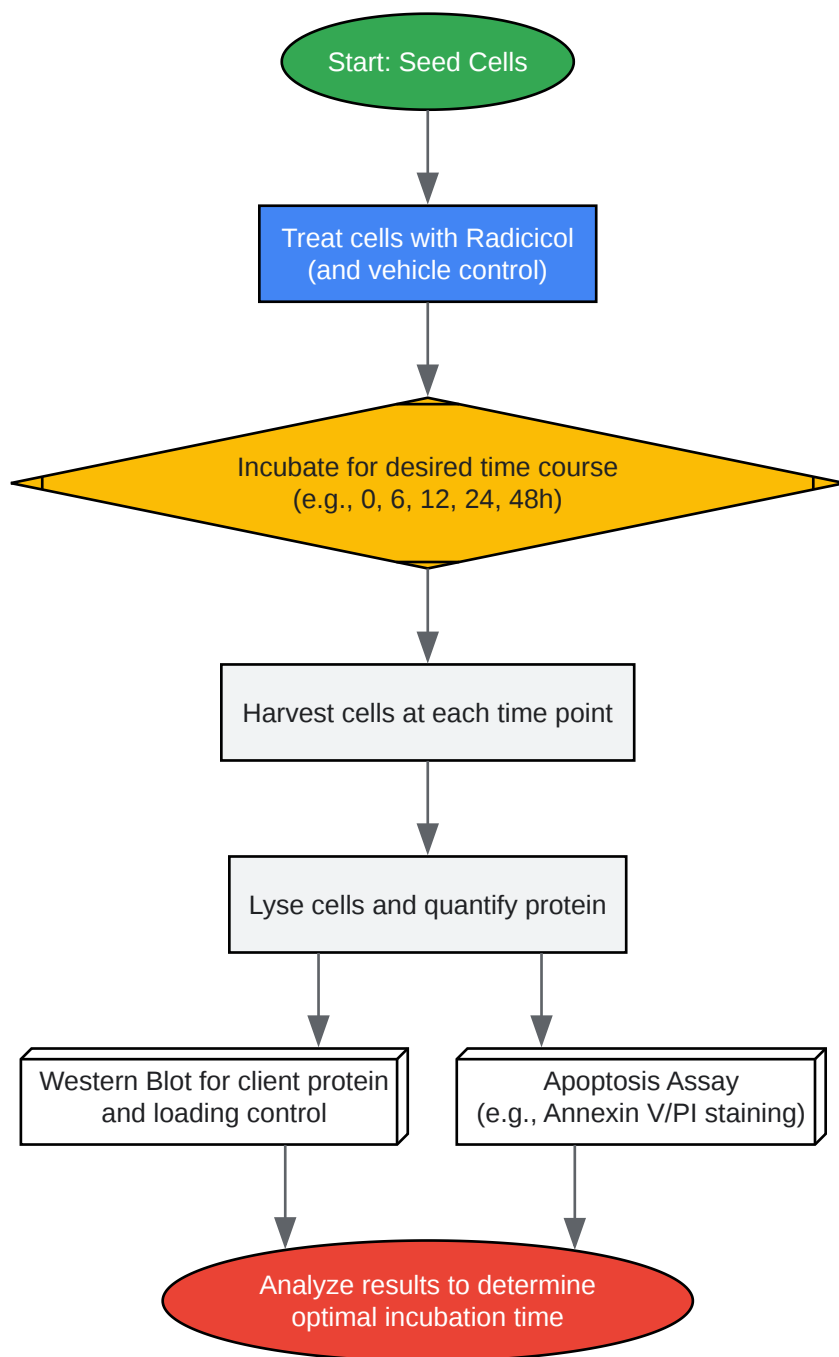 Start: Seed Cells
Treat cells with Radicicol
(and vehicle control)
Incubate for desired time course
(e.g., 0, 6, 12, 24, 48h)
Harvest cells at each time point
Lyse cells and quantify protein
Western Blot for client protein
and loading control
Apoptosis Assay
(e.g., Annexin V/PI staining)
Analyze results to determine
optimal incubation time